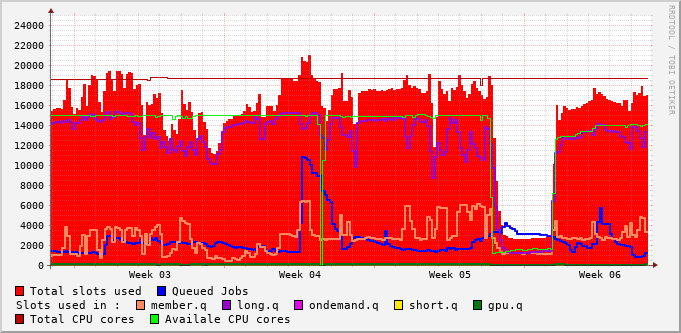 24000
22000
20000
18000
16000
14000
12000
10000
8000
6000
4000
2000
0
Week 03 Week 04 Week 05 Week 06
Total slots used Queued Jobs
Slots used in : member.q long.q ondemand.q short.q gpu.q
Total CPU cores Availale CPU cores
RRDTOOL / TOBI OETIKER